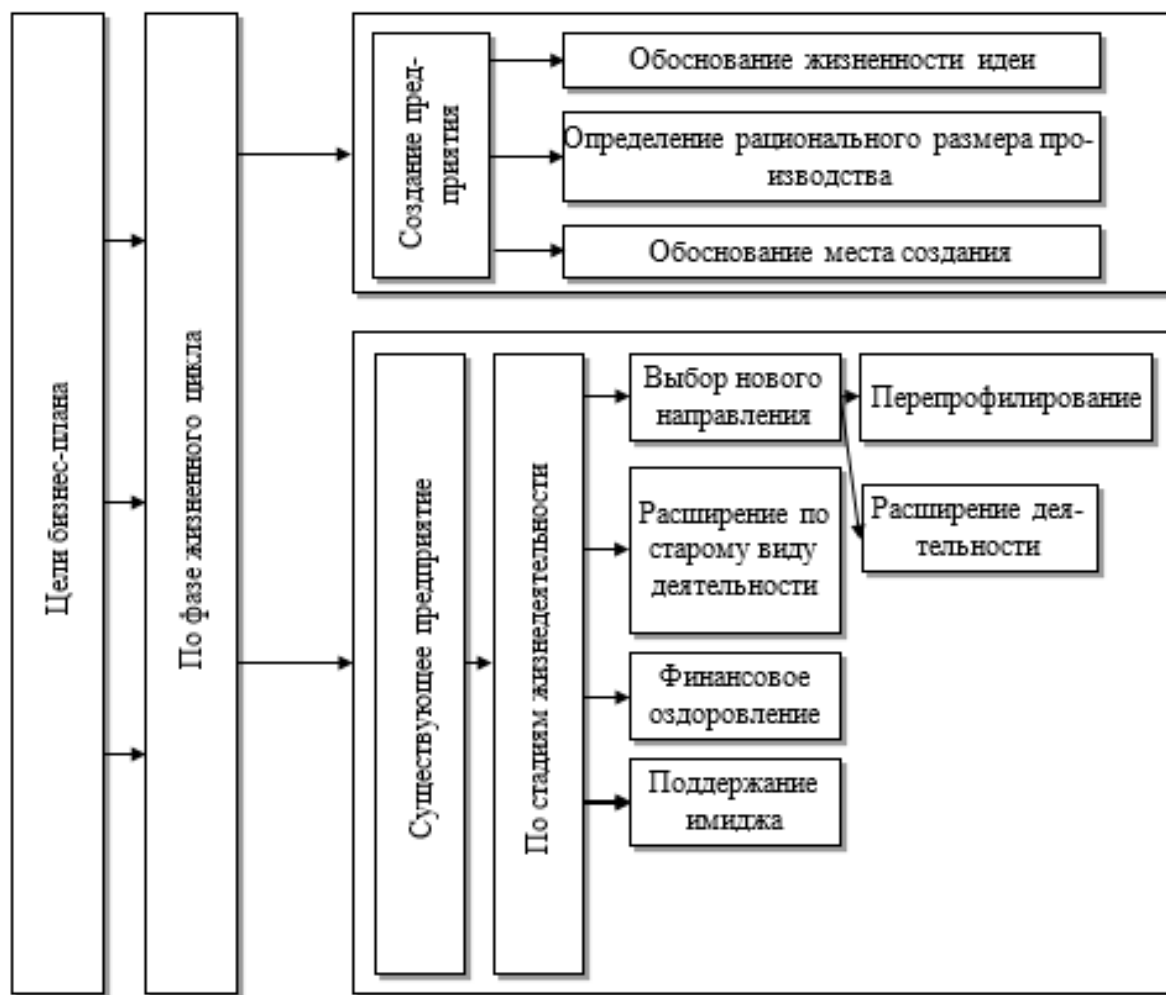 Цели бизнес-плана
По фазе жизненного цикла
Создание пред-
приятия
Обоснование жизненности идеи
Определение рационального размера про-
изводства
Обоснование места создания
Существующее предприятие
По стадиям жизнедеятельности
Выбор нового
направления
Перепрофилирование
Расширение дея-
тельности
Расширение по
старому виду
деятельности
Финансовое
оздоровление
Поддержание
имиджа